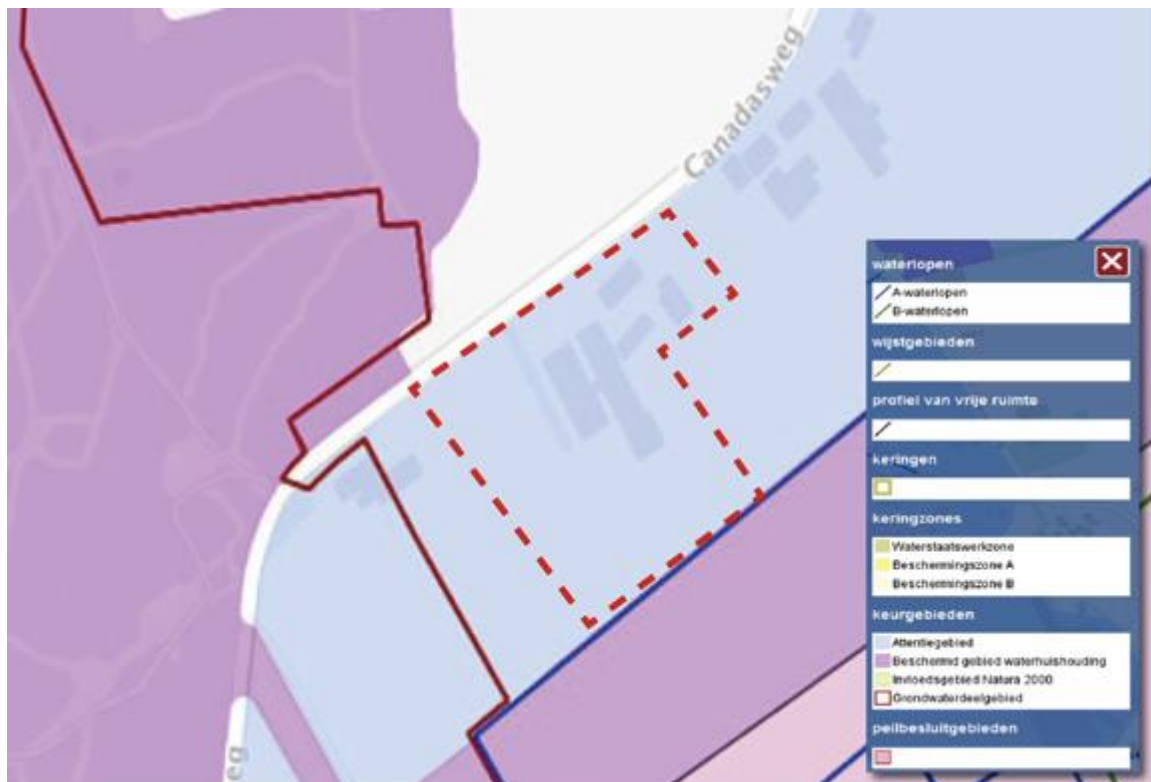 Canadasweg
waterlopen
A-waterlopen
B-waterlopen
wijstgebieden
profiel van vrije ruimte
keringen
keringzones
Waterstaatswerkzone
Beschermingszone A
Beschermingszone B
keurgebieden
Attentiegebied
Beschermd gebied waterhuishouding
Invloedsgebied Natura 2000
Grondwaterdeelgebied
peilbesluitgebieden
eg